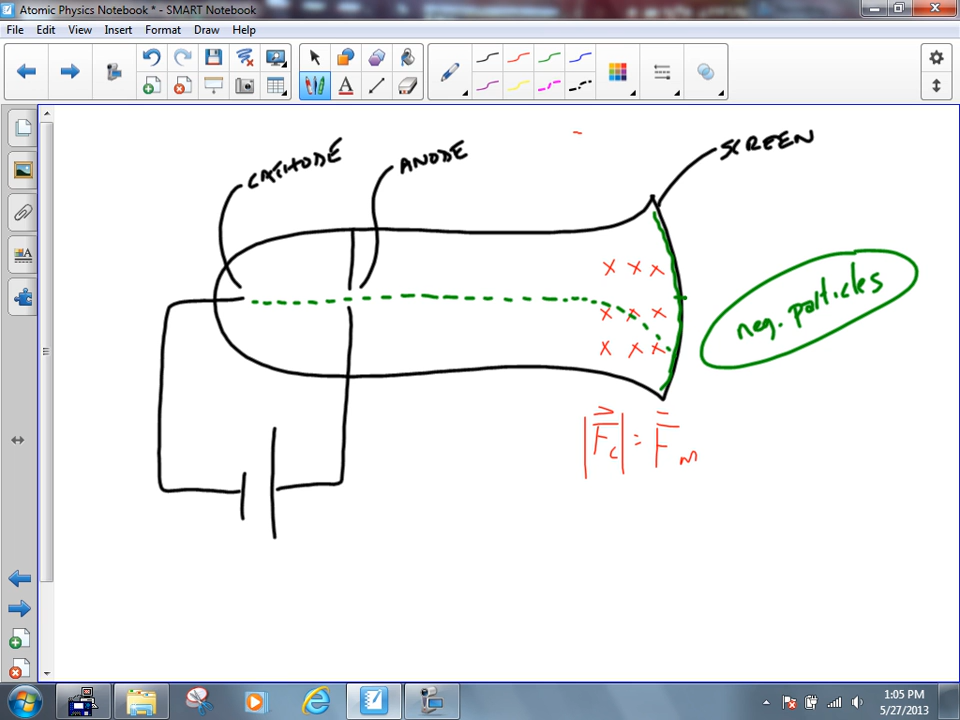 Atomic Physics Notebook * - SMART Notebook
File Edit View Insert Format Draw Help
CATHODE
ANODE
SCREEN
x x x
x x x
x x x
neg. particles
|F⃗c| = F̄m
1:05 PM
5/27/2013